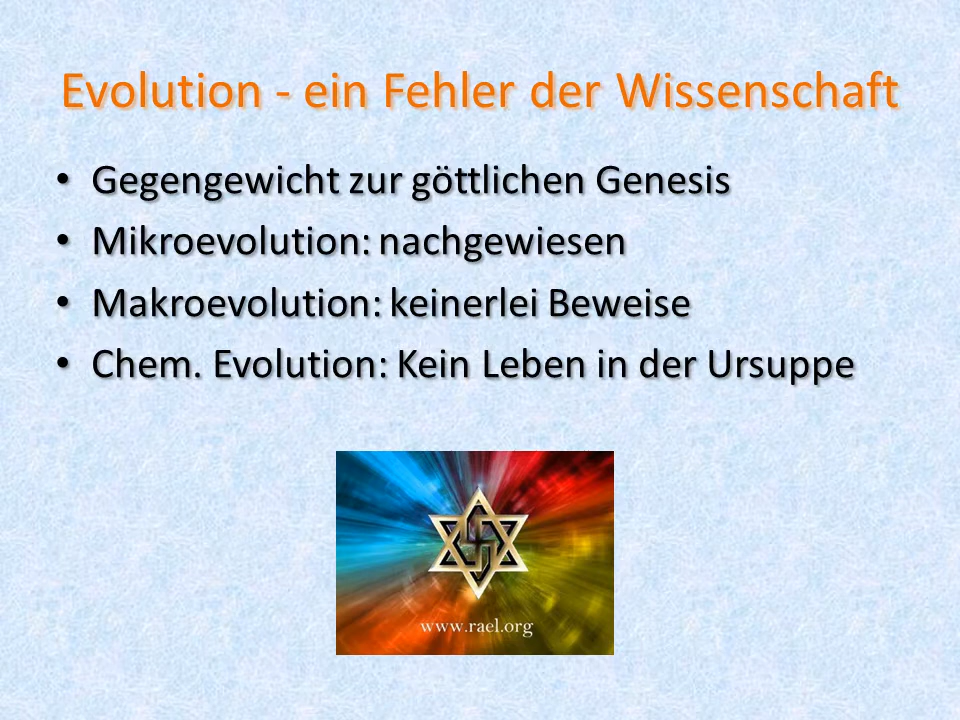 Evolution - ein Fehler der Wissenschaft
• Gegengewicht zur göttlichen Genesis
• Mikroevolution: nachgewiesen
• Makroevolution: keinerlei Beweise
• Chem. Evolution: Kein Leben in der Ursuppe
www.rael.org